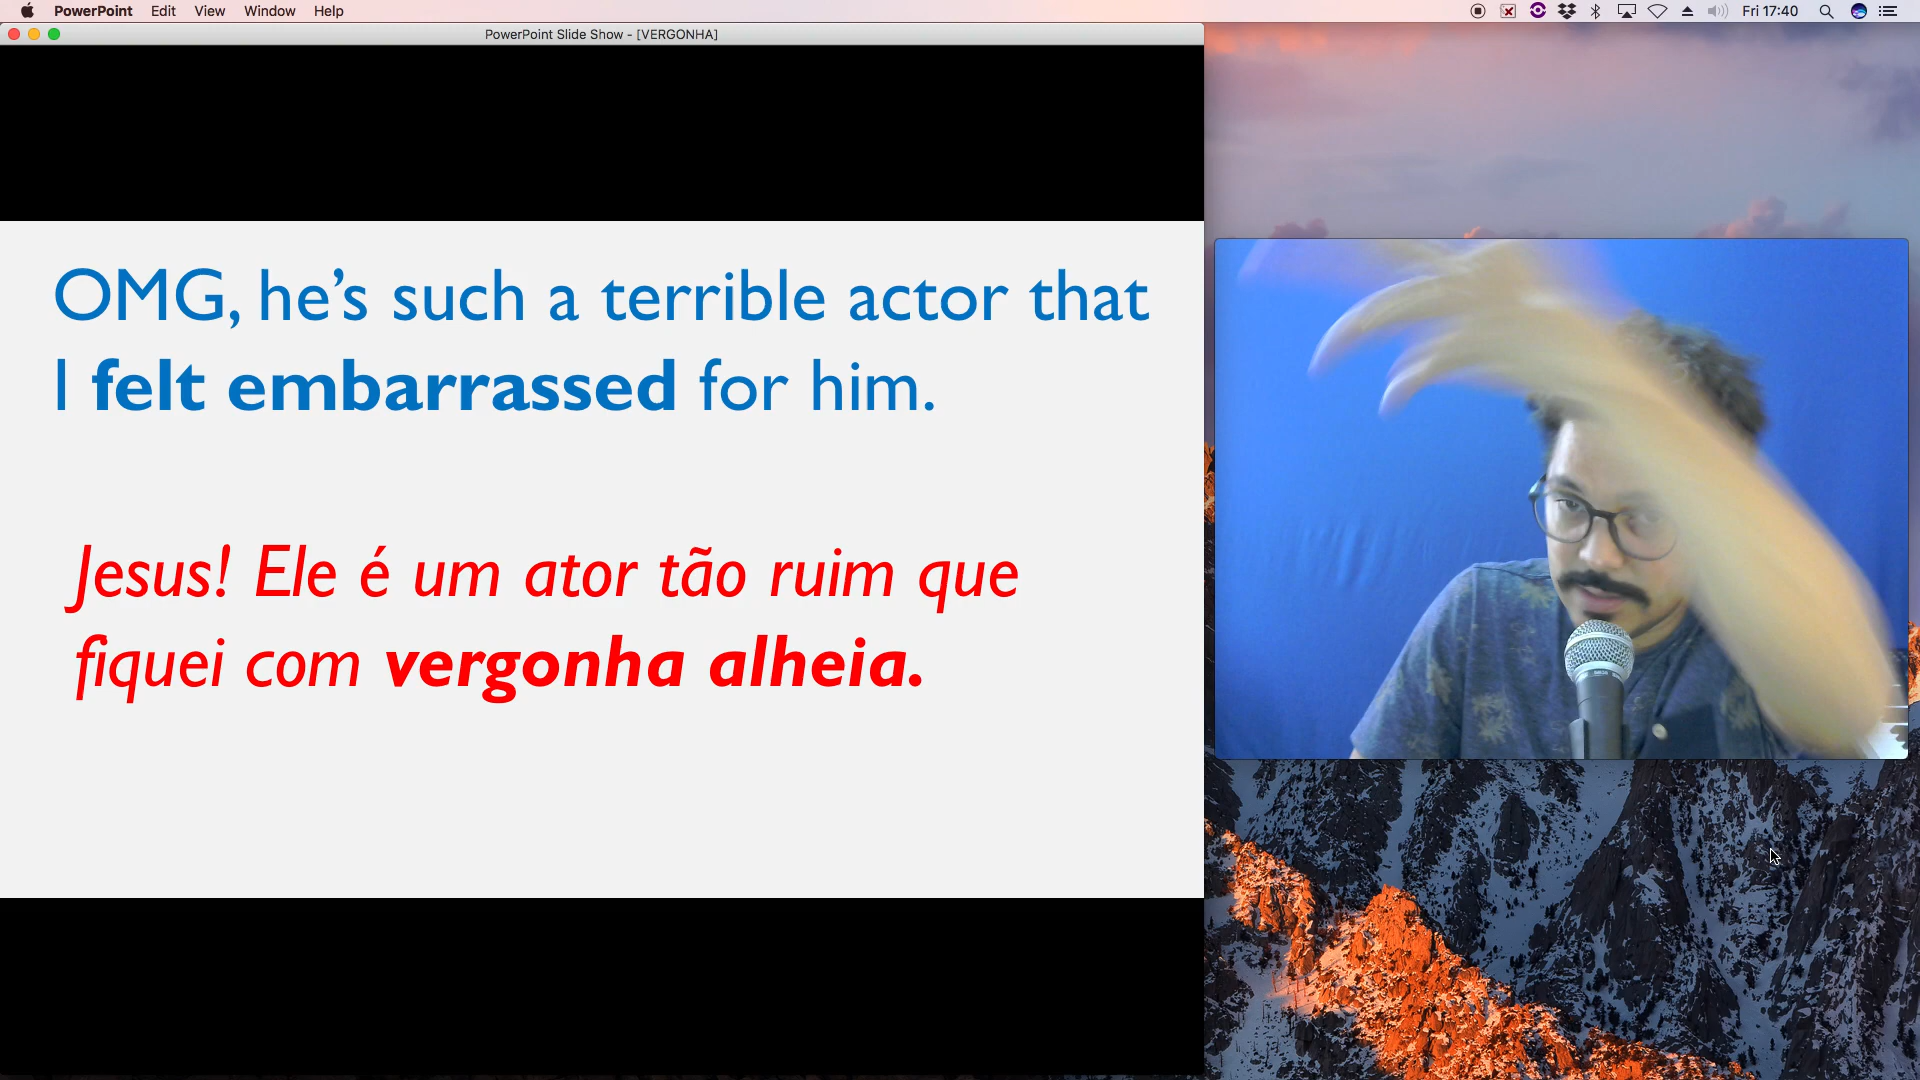 PowerPoint Edit View Window Help Fri 17:40
PowerPoint Slide Show - [VERGONHA]
OMG, he's such a terrible actor that
I felt embarrassed for him.
Jesus! Ele é um ator tão ruim que
fiquei com vergonha alheia.